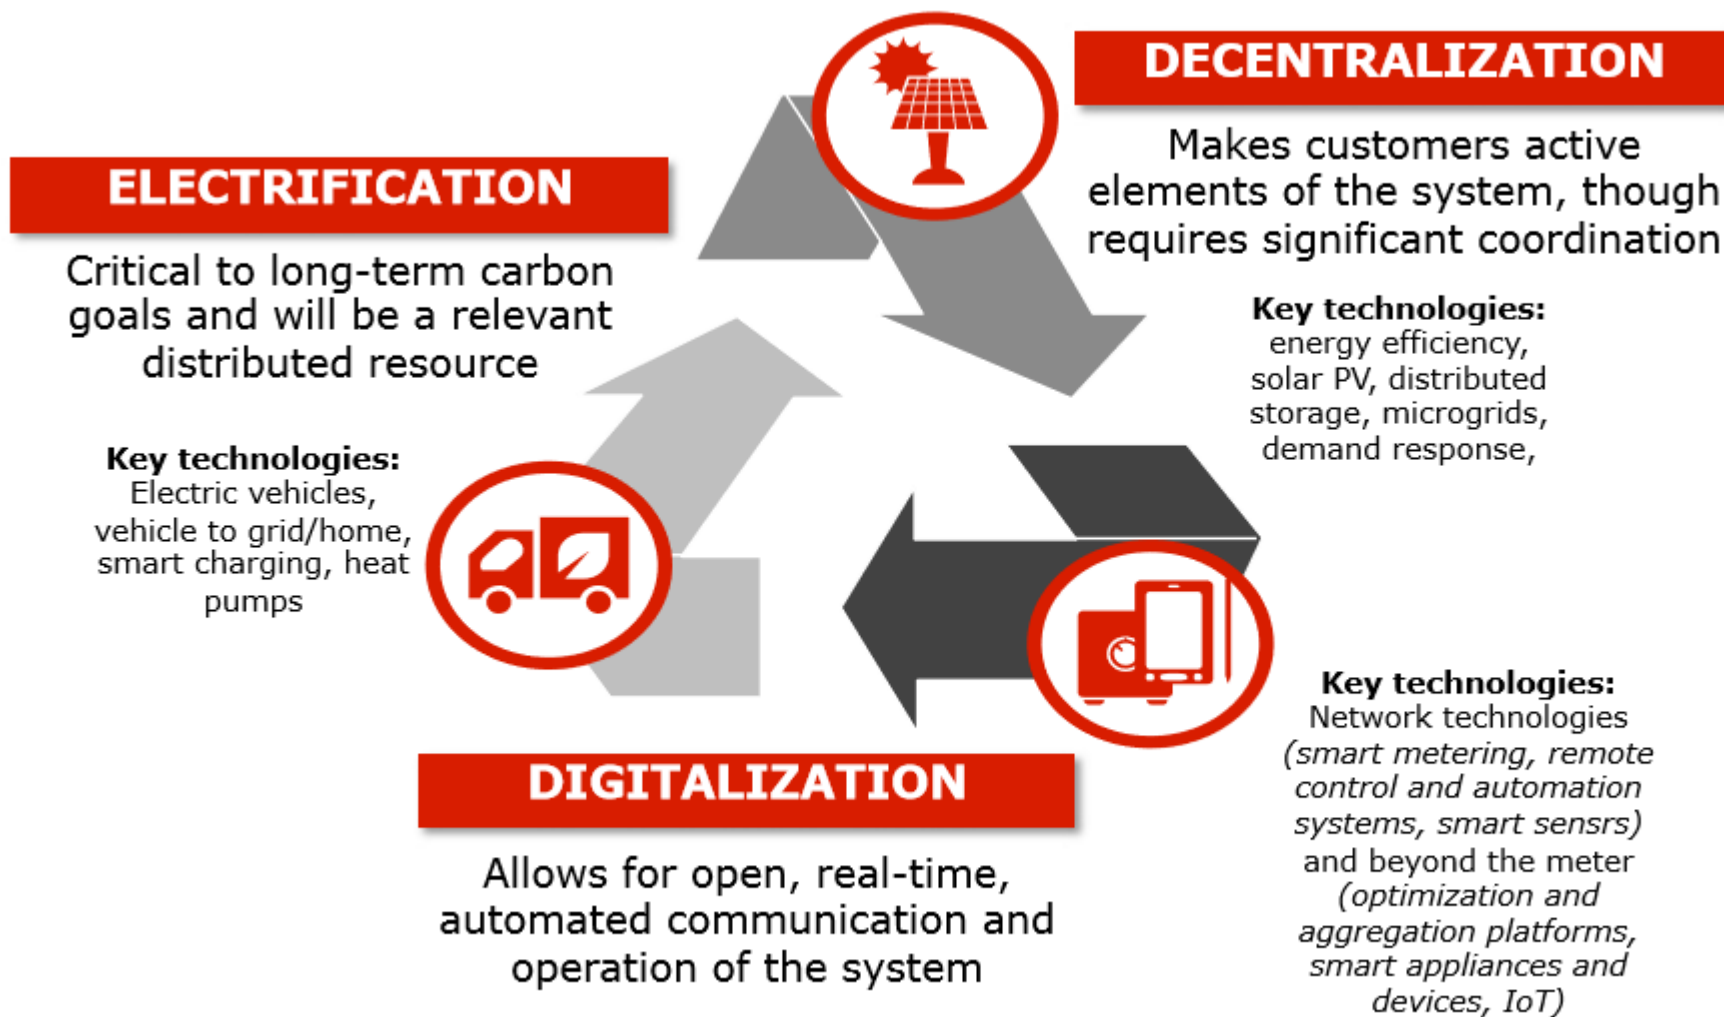 ELECTRIFICATION
Critical to long-term carbon
goals and will be a relevant
distributed resource
Key technologies:
Electric vehicles,
vehicle to grid/home,
smart charging, heat
pumps
DECENTRALIZATION
Makes customers active
elements of the system, though
requires significant coordination
Key technologies:
energy efficiency,
solar PV, distributed
storage, microgrids,
demand response,
DIGITALIZATION
Allows for open, real-time,
automated communication and
operation of the system
Key technologies:
Network technologies
(smart metering, remote
control and automation
systems, smart sensrs)
and beyond the meter
(optimization and
aggregation platforms,
smart appliances and
devices, IoT)